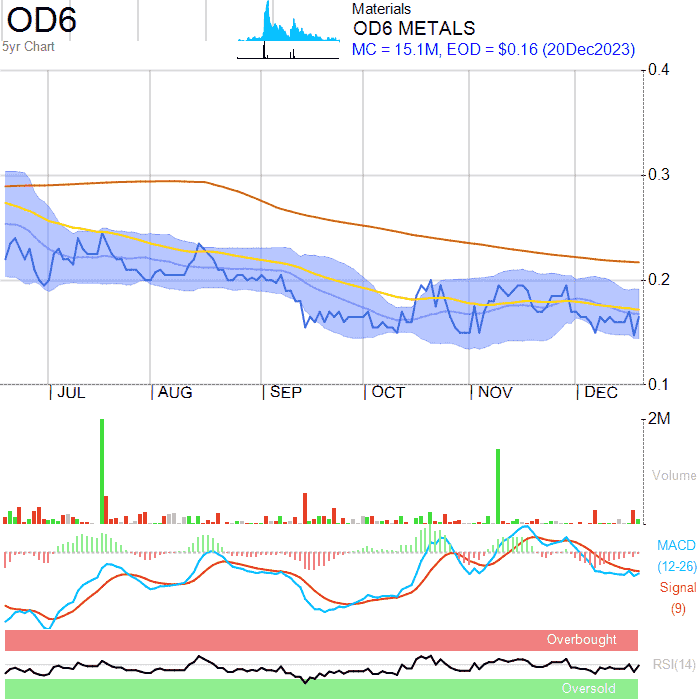 OD6
5yr Chart
Materials
OD6 METALS
MC = 15.1M, EOD = $0.16 (20Dec2023)
0.4
0.3
0.2
0.1
JUL AUG SEP OCT NOV DEC
2M
Volume
MACD
(12-26)
Signal
(9)
Overbought
RSI(14)
Oversold